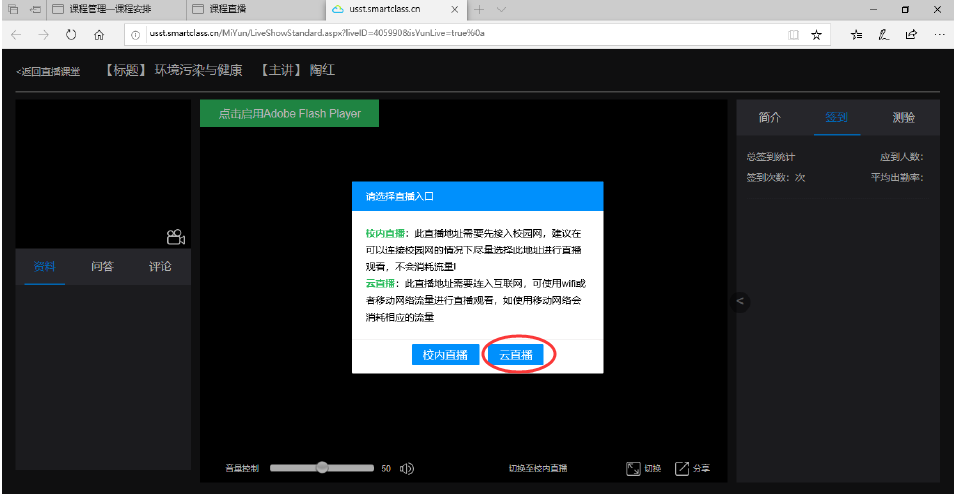 课程管理—课程安排
课程直播
usst.smartclass.cn
usst.smartclass.cn/MiYun/LiveShowStandard.aspx?liveID=405990&isYunLive=true%0a
<返回直播课堂 【标题】 环境污染与健康 【主讲】 陶红
点击启用Adobe Flash Player
资料 问答 评论
请选择直播入口
校内直播：此直播地址需要先接入校园网，建议在
可以连接校园网的情况下尽量选择此地址进行直播
观看，不会消耗流量!
云直播：此直播地址需要连入互联网，可使用wifi或
者移动网络流量进行直播观看，如使用移动网络会
消耗相应的流量
校内直播 云直播
音量控制 50 切换至校内直播 切换 分享
简介 签到 测验
总签到统计 应到人数:
签到次数: 次 平均出勤率:
<